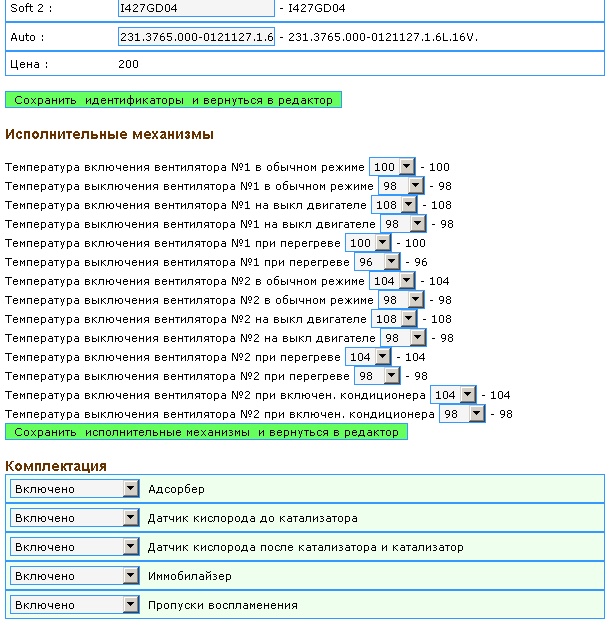 Soft 2 : I427GD04 - I427GD04
Auto : 231.3765.000-0121127.1.6 - 231.3765.000-0121127.1.6L.16V.
Цена : 200
Сохранить идентификаторы и вернуться в редактор
Исполнительные механизмы
Температура включения вентилятора №1 в обычном режиме 100 - 100
Температура выключения вентилятора №1 в обычном режиме 98 - 98
Температура включения вентилятора №1 на выкл двигателе 108 - 108
Температура выключения вентилятора №1 на выкл двигателе 98 - 98
Температура включения вентилятора №1 при перегреве 100 - 100
Температура выключения вентилятора №1 при перегреве 96 - 96
Температура включения вентилятора №2 в обычном режиме 104 - 104
Температура выключения вентилятора №2 в обычном режиме 98 - 98
Температура включения вентилятора №2 на выкл двигателе 108 - 108
Температура выключения вентилятора №2 на выкл двигателе 98 - 98
Температура включения вентилятора №2 при перегреве 104 - 104
Температура выключения вентилятора №2 при перегреве 98 - 98
Температура включения вентилятора №2 при включен. кондиционера 104 - 104
Температура выключения вентилятора №2 при включен. кондиционера 98 - 98
Сохранить исполнительные механизмы и вернуться в редактор
Комплектация
Включено Адсорбер
Включено Датчик кислорода до катализатора
Включено Датчик кислорода после катализатора и катализатор
Включено Иммобилайзер
Включено Пропуски воспламенения